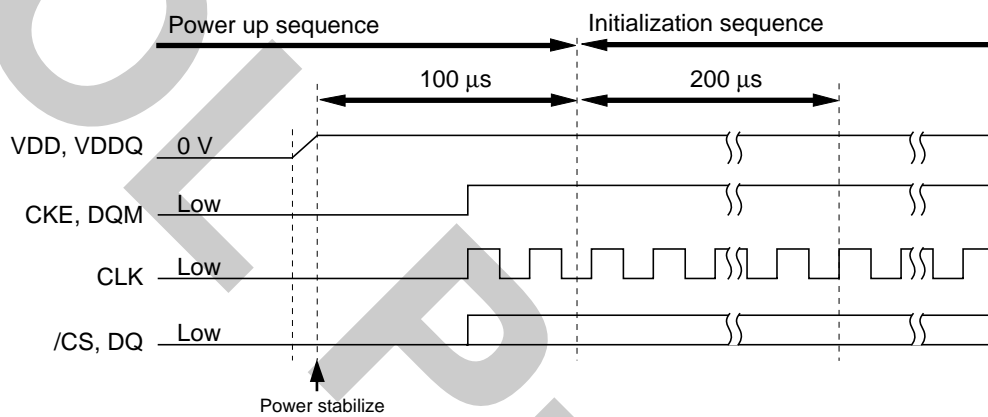 Power up sequence
Initialization sequence
100 µs
200 µs
VDD, VDDQ
0 V
CKE, DQM
Low
CLK
Low
/CS, DQ
Low
Power stabilize